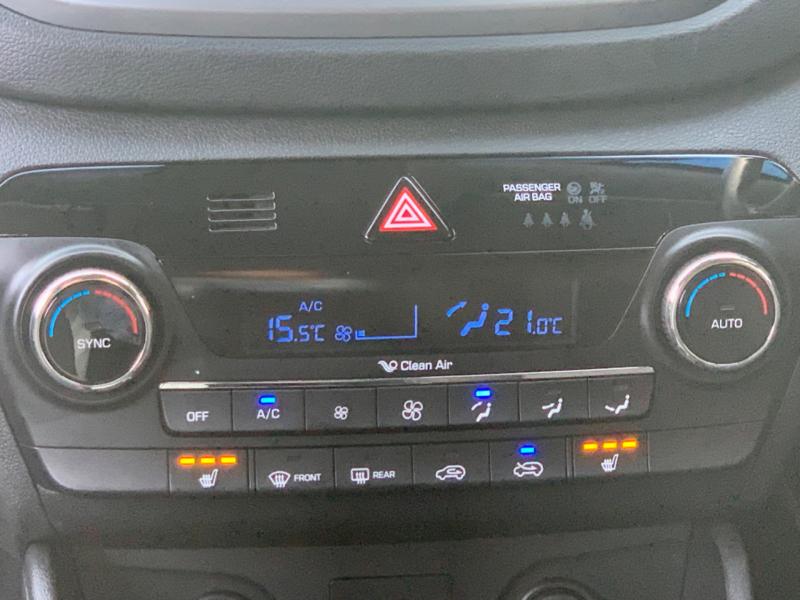 PASSENGER
AIR BAG
ON OFF
A/C
15.5°C
21.0°C
SYNC
AUTO
Clean Air
OFF
A/C
FRONT
REAR